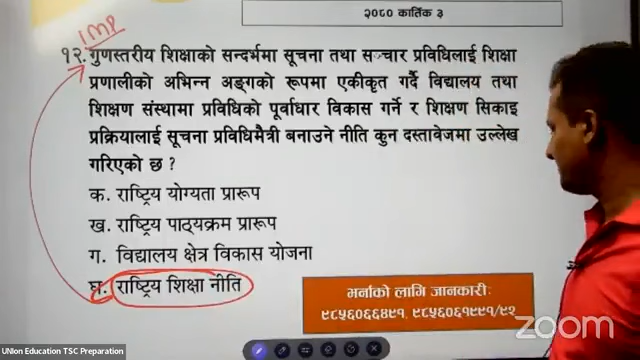 २०८० कार्तिक ३
IMP
१२. गुणस्तरीय शिक्षाको सन्दर्भमा सूचना तथा सञ्चार प्रविधिलाई शिक्षा
प्रणालीको अभिन्न अङ्गको रूपमा एकीकृत गर्दै विद्यालय तथा
शिक्षण संस्थामा प्रविधिको पूर्वाधार विकास गर्ने र शिक्षण सिकाइ
प्रक्रियालाई सूचना प्रविधिमैत्री बनाउने नीति कुन दस्तावेजमा उल्लेख
गरिएको छ ?
क. राष्ट्रिय योग्यता प्रारूप
ख. राष्ट्रिय पाठ्यक्रम प्रारूप
ग. विद्यालय क्षेत्र विकास योजना
घ. राष्ट्रिय शिक्षा नीति
भर्नाको लागि जानकारीः
९८५६०६६४९१, ९८५६०६१९९१/९२
zoom
UNIon Education TSC Preparation